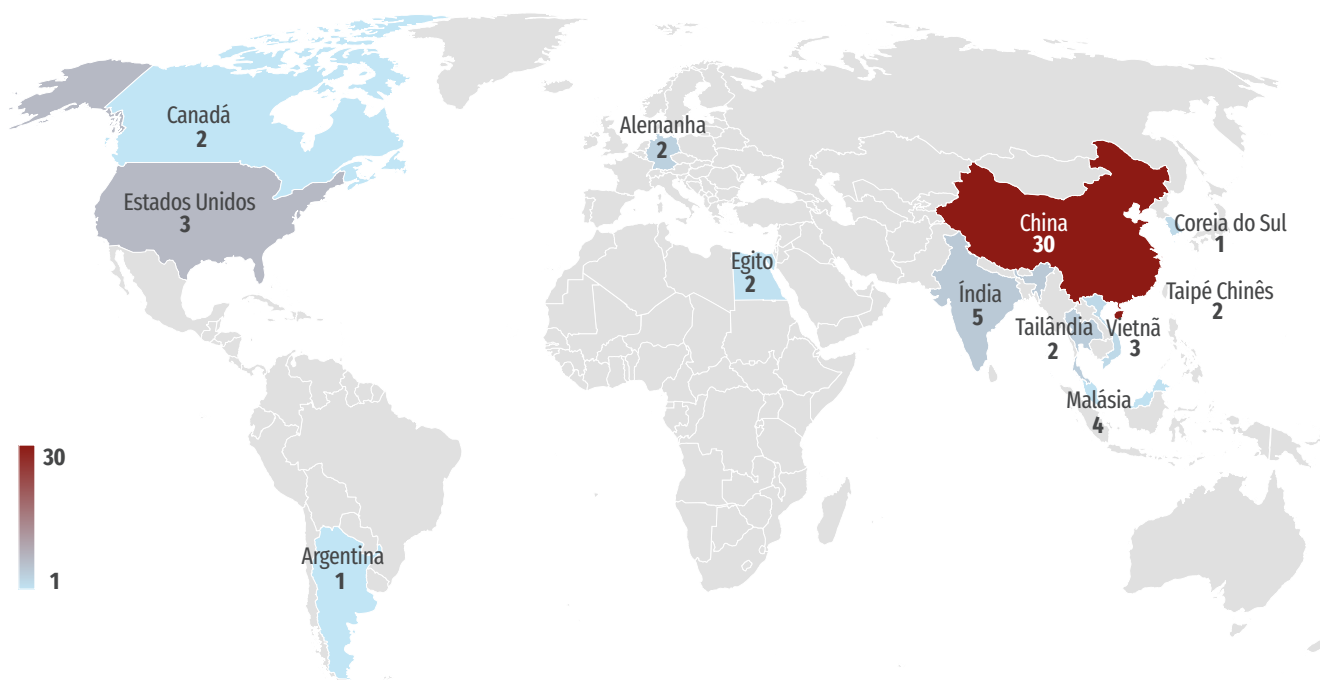 Canadá
2
Estados Unidos
3
Alemanha
2
Egito
2
China
30
Coreia do Sul
1
Índia
5
Taipé Chinês
2
Tailândia
2
Vietnã
3
Malásia
4
Argentina
1
30
1